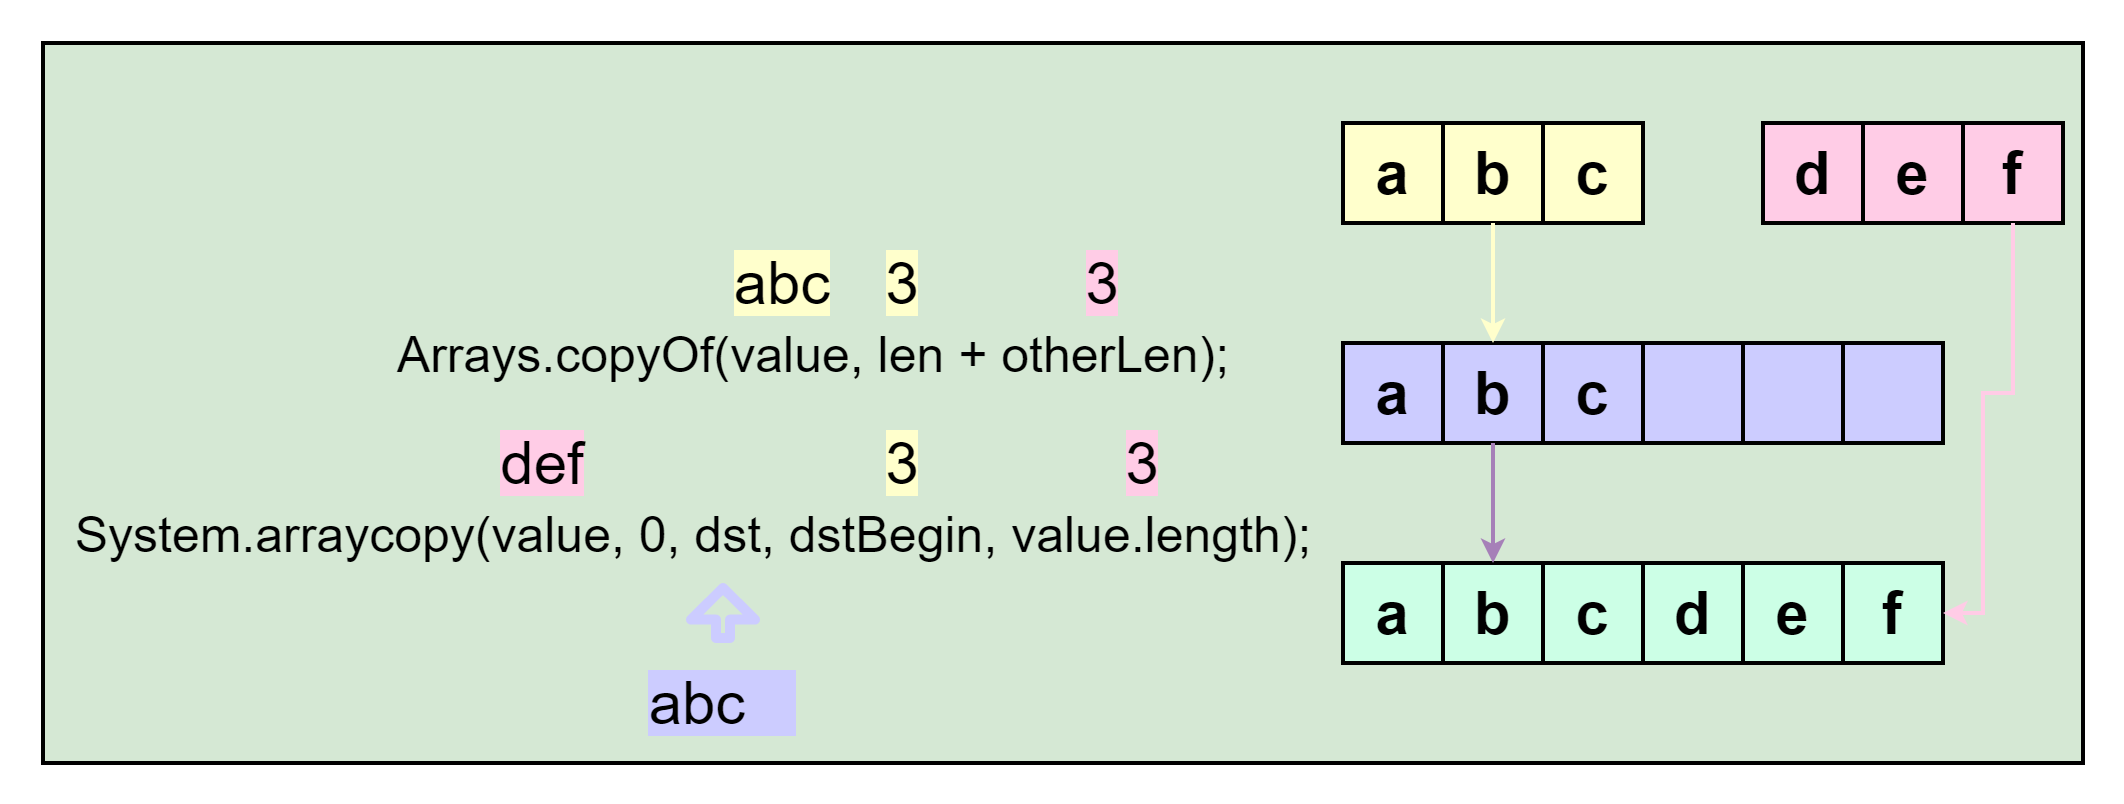 a b c d e f
abc 3 3
Arrays.copyOf(value, len + otherLen);
a b c
def 3 3
System.arraycopy(value, 0, dst, dstBegin, value.length);
a b c d e f
abc